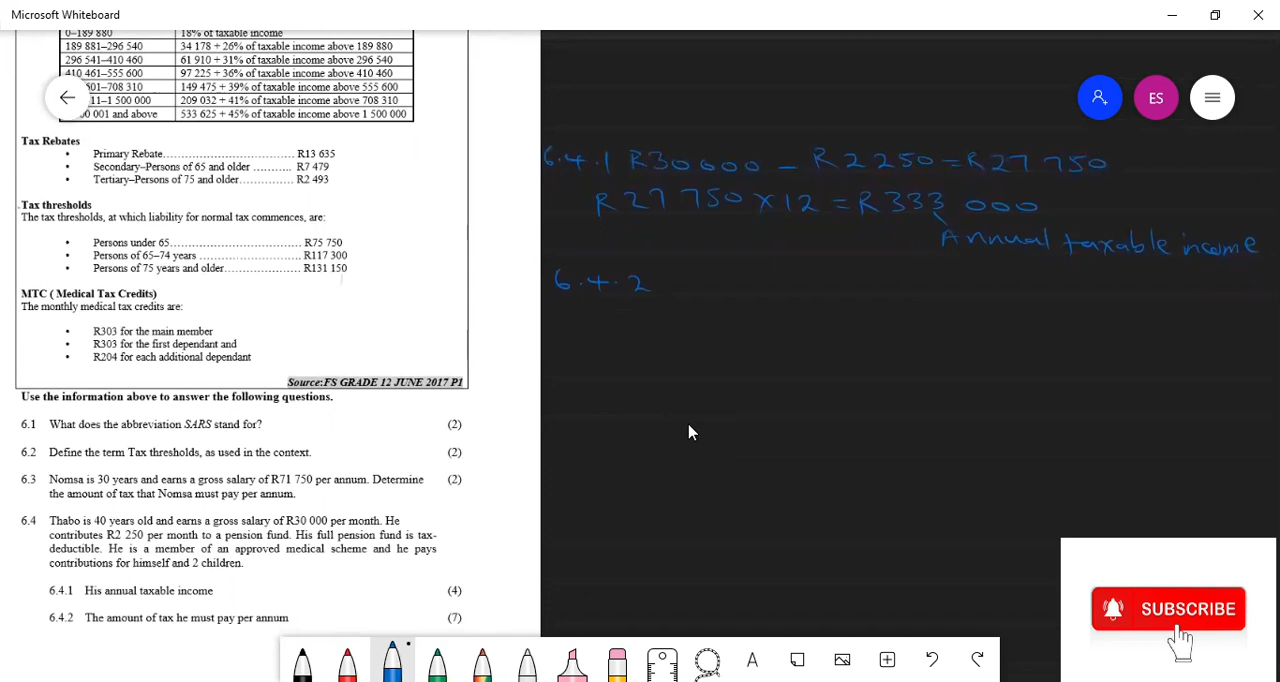 Microsoft Whiteboard
0–189 880 18% of taxable income
189 881–296 540 34 178 + 26% of taxable income above 189 880
296 541–410 460 61 910 + 31% of taxable income above 296 540
410 461–555 600 97 225 + 36% of taxable income above 410 460
601–708 310 149 475 + 39% of taxable income above 555 600
11–1 500 000 209 032 + 41% of taxable income above 708 310
001 and above 533 625 + 45% of taxable income above 1 500 000
Tax Rebates
• Primary Rebate R13 635
• Secondary–Persons of 65 and older R7 479
• Tertiary–Persons of 75 and older R2 493
Tax thresholds
The tax thresholds, at which liability for normal tax commences, are:
• Persons under 65 R75 750
• Persons of 65–74 years R117 300
• Persons of 75 years and older R131 150
MTC ( Medical Tax Credits)
The monthly medical tax credits are:
• R303 for the main member
• R303 for the first dependant and
• R204 for each additional dependant
Source:FS GRADE 12 JUNE 2017 P1
Use the information above to answer the following questions.
6.1 What does the abbreviation SARS stand for? (2)
6.2 Define the term Tax thresholds, as used in the context. (2)
6.3 Nomsa is 30 years and earns a gross salary of R71 750 per annum. Determine (2)
the amount of tax that Nomsa must pay per annum.
6.4 Thabo is 40 years old and earns a gross salary of R30 000 per month. He
contributes R2 250 per month to a pension fund. His full pension fund is tax-
deductible. He is a member of an approved medical scheme and he pays
contributions for himself and 2 children.
6.4.1 His annual taxable income (4)
6.4.2 The amount of tax he must pay per annum (7)
6.4.1 R30000 – R2250 = R27 750
R27 750 × 12 = R333 000
Annual taxable income
6.4.2
ES
SUBSCRIBE
A